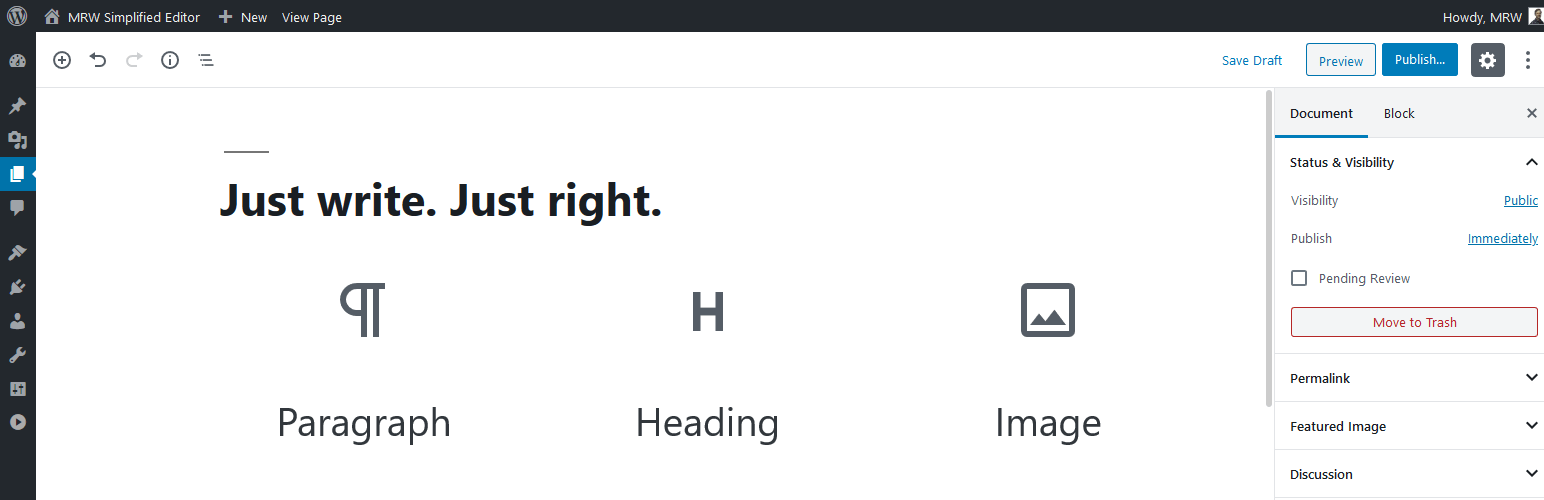 MRW Simplified Editor New View Page Howdy, MRW
Save Draft Preview Publish...
Document Block
Just write. Just right.
Paragraph Heading Image
Status & Visibility
Visibility Public
Publish Immediately
Pending Review
Move to Trash
Permalink
Featured Image
Discussion